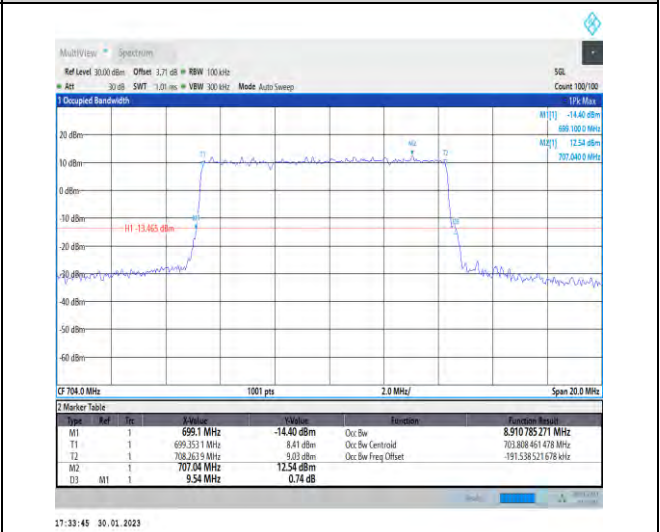 MultiView Spectrum
Ref Level 30.00 dBm Offset 3.71 dB RBW 100 kHz SGL
Att 30 dB SWT 1.01 ms VBW 300 kHz Mode Auto Sweep Count 100/100
1 Occupied Bandwidth 1Pk Max
M1[1] -14.40 dBm
699.100 0 MHz
20 dBm
M2[1] 12.54 dBm
707.040 0 MHz
T1 M2 T2
10 dBm
0 dBm
-10 dBm
H1 -13.465 dBm
-20 dBm
-30 dBm
-40 dBm
-50 dBm
-60 dBm
CF 704.0 MHz 1001 pts 2.0 MHz/ Span 20.0 MHz
2 Marker Table
Type Ref Trc X-Value Y-Value Function Function Result
M1 1 699.1 MHz -14.40 dBm Occ Bw 8.910 785 271 MHz
T1 1 699.353 1 MHz 8.41 dBm Occ Bw Centroid 703.808 461 478 MHz
T2 1 708.263 9 MHz 9.03 dBm Occ Bw Freq Offset -191.538 521 678 kHz
M2 1 707.04 MHz 12.54 dBm
D3 M1 1 9.54 MHz 0.74 dB
17:33:45 30.01.2023